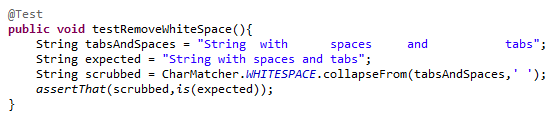 @Test
public void testRemoveWhiteSpace(){
    String tabsAndSpaces = "String  with      spaces     and           tabs";
    String expected = "String with spaces and tabs";
    String scrubbed = CharMatcher.WHITESPACE.collapseFrom(tabsAndSpaces,' ');
    assertThat(scrubbed,is(expected));
}